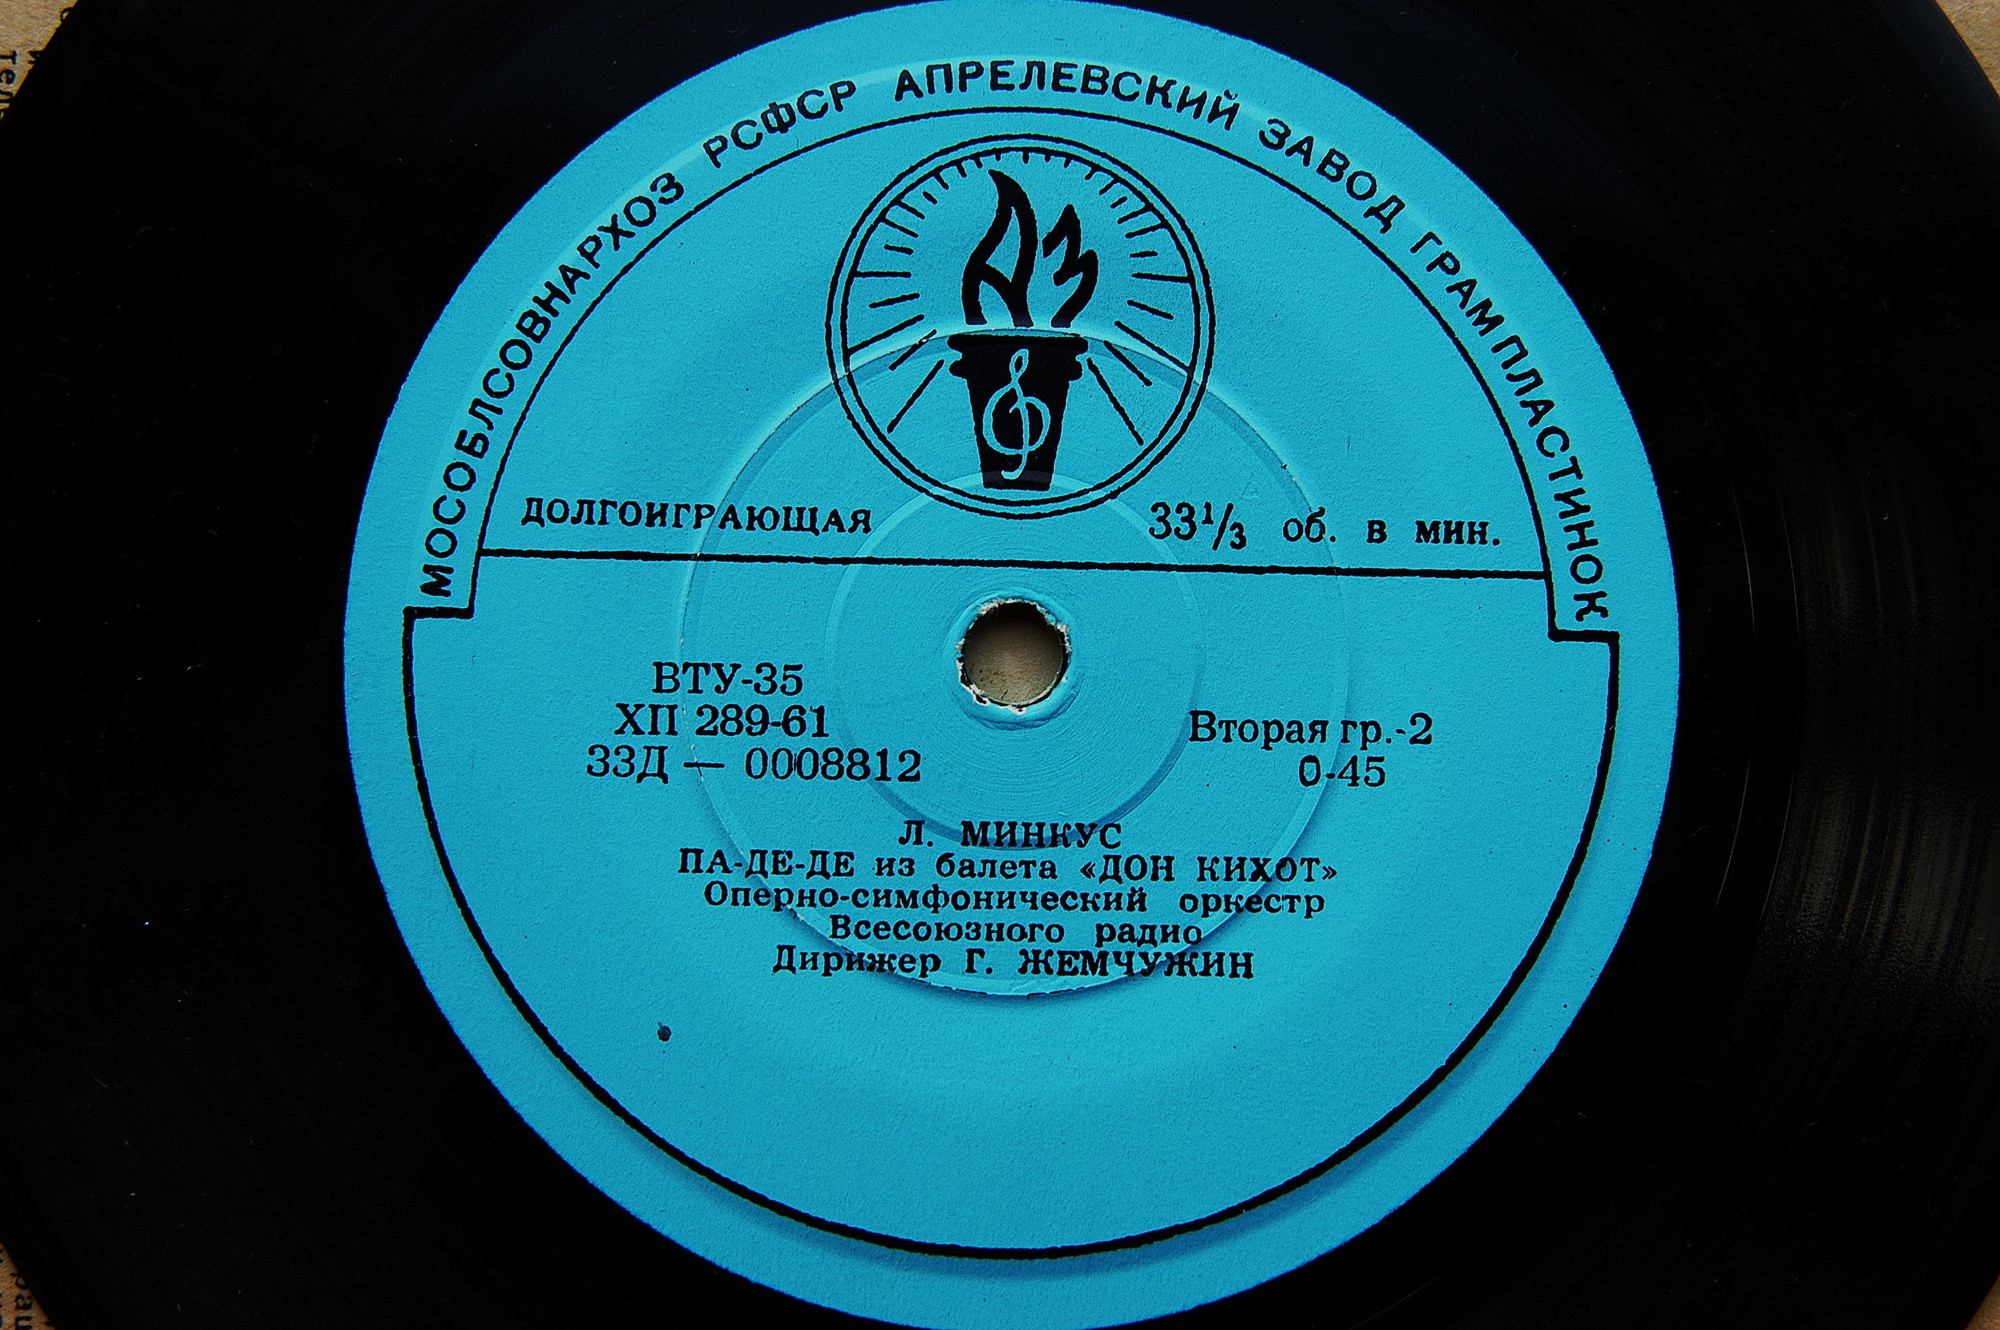 МОСОБЛСОВНАРХОЗ РСФСР АПРЕЛЕВСКИЙ ЗАВОД ГРАМПЛАСТИНОК
АЗ
ДОЛГОИГРАЮЩАЯ 33⅓ об. в мин.
ВТУ-35
ХП 289-61
33Д — 0008812
Вторая гр.-2
0-45
Л. МИНКУС
ПА-ДЕ-ДЕ из балета «ДОН КИХОТ»
Оперно-симфонический оркестр
Всесоюзного радио
Дирижер Г. ЖЕМЧУЖИН